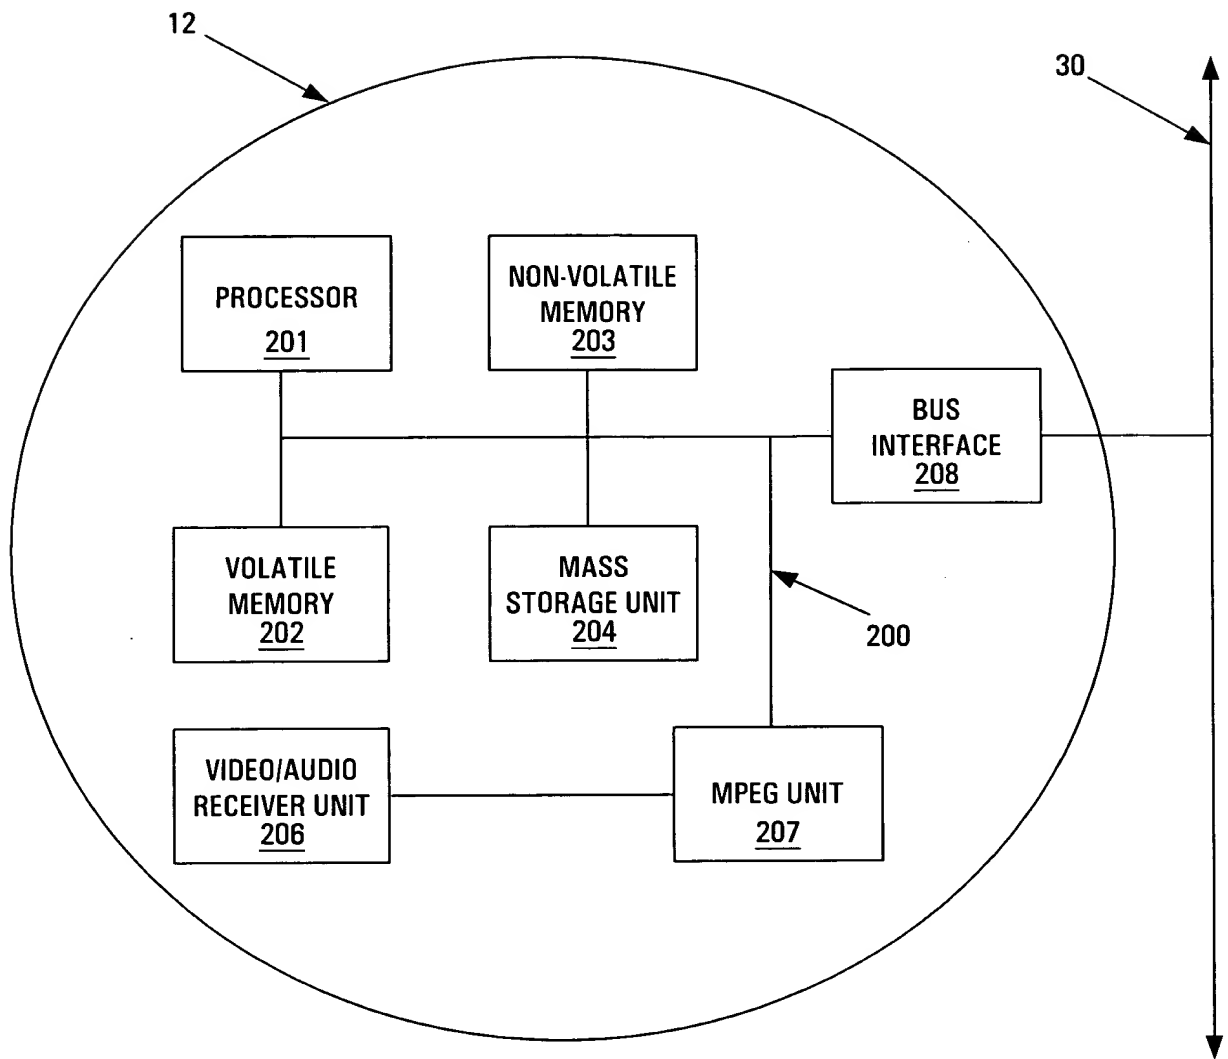 12
30
PROCESSOR
201
NON-VOLATILE
MEMORY
203
BUS
INTERFACE
208
VOLATILE
MEMORY
202
MASS
STORAGE UNIT
204
200
VIDEO/AUDIO
RECEIVER UNIT
206
MPEG UNIT
207